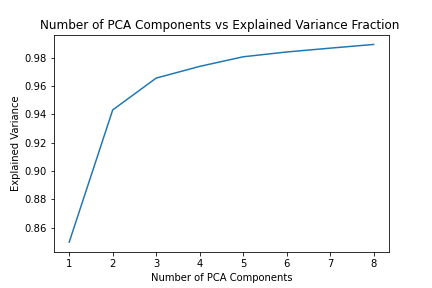 Number of PCA Components vs Explained Variance Fraction
0.98
0.96
0.94
0.92
0.90
0.88
0.86
Explained Variance
1 2 3 4 5 6 7 8
Number of PCA Components